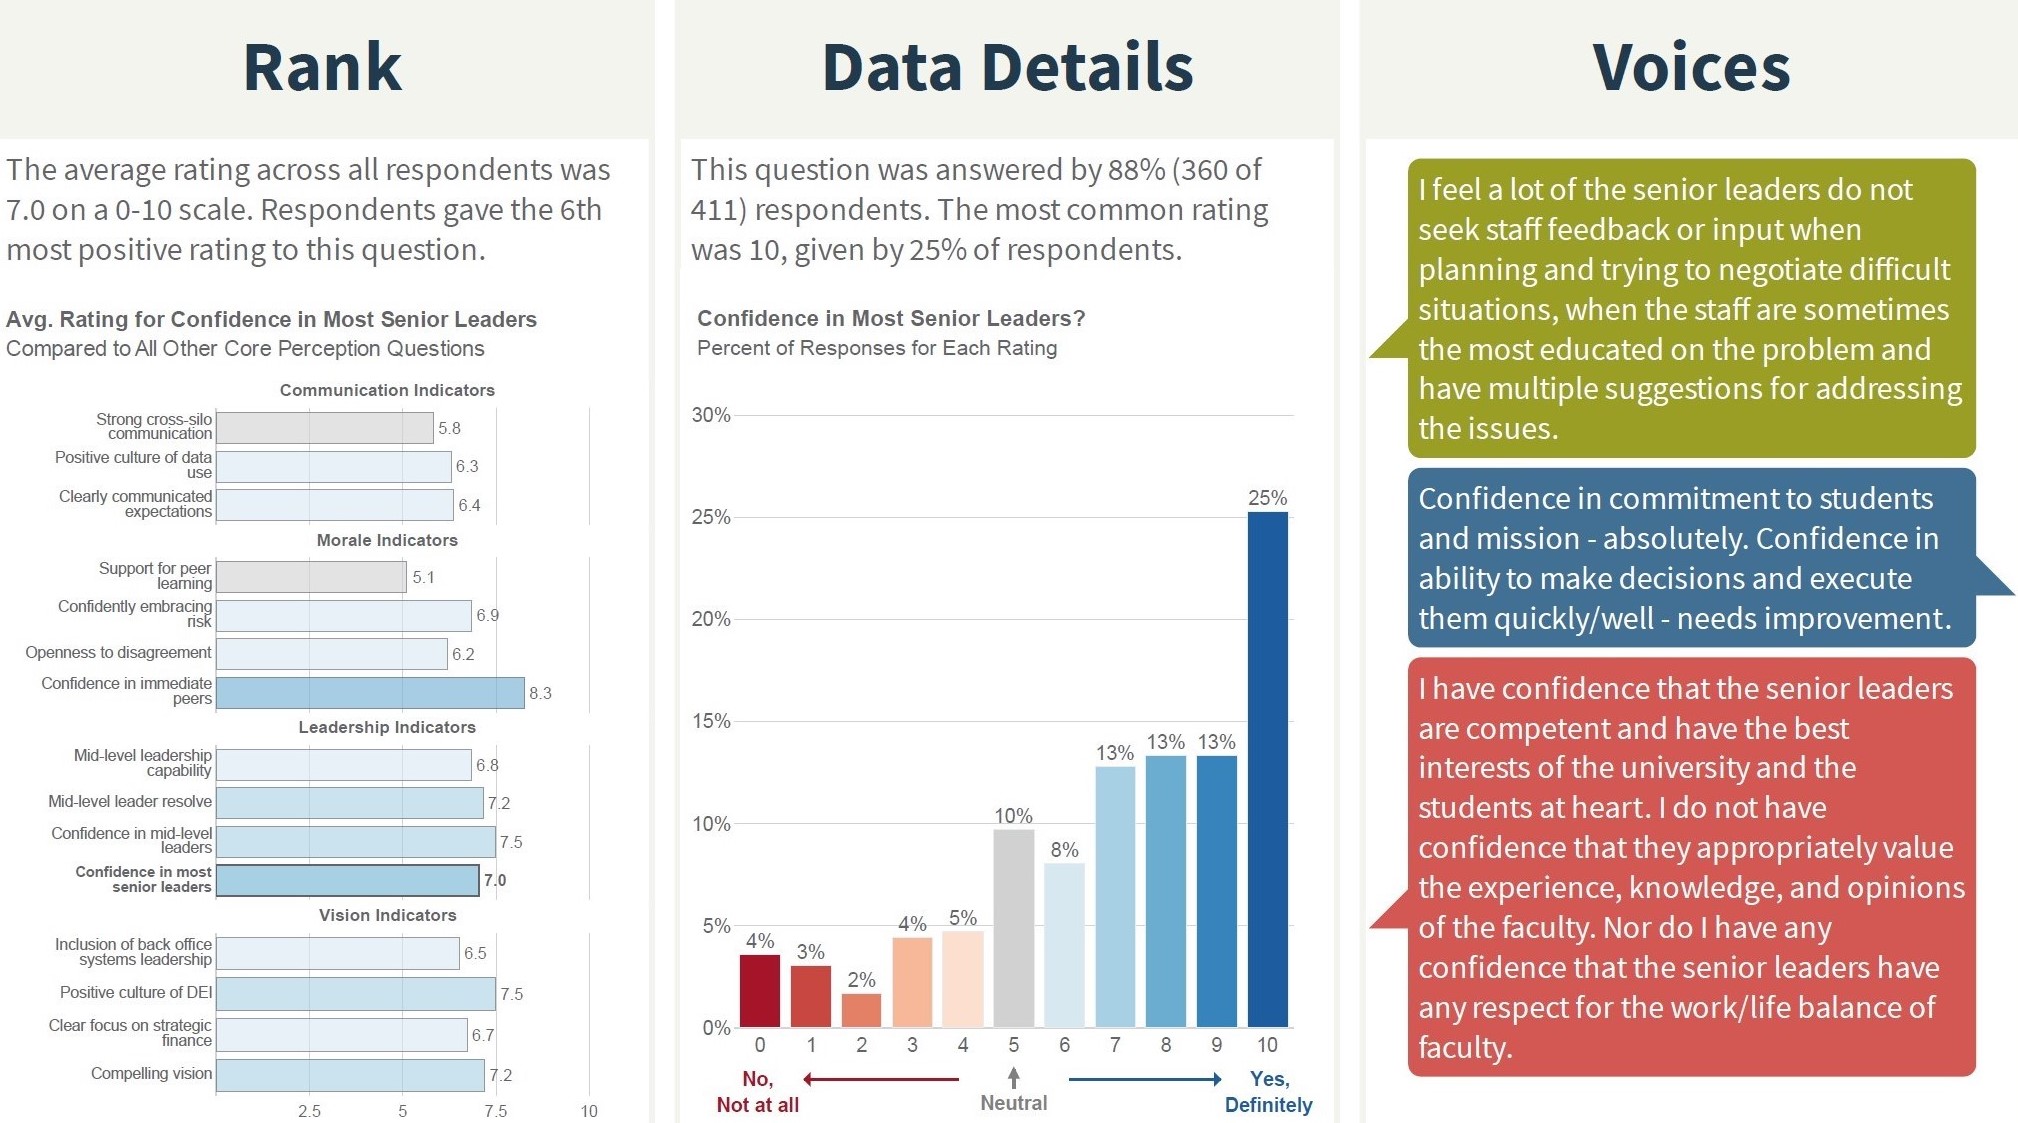 Rank
The average rating across all respondents was
7.0 on a 0-10 scale. Respondents gave the 6th
most positive rating to this question.
Avg. Rating for Confidence in Most Senior Leaders
Compared to All Other Core Perception Questions
Communication Indicators
Strong cross-silo
communication
5.8
Positive culture of data
use
6.3
Clearly communicated
expectations
6.4
Morale Indicators
Support for peer
learning
5.1
Confidently embracing
risk
6.9
Openness to disagreement
6.2
Confidence in immediate
peers
8.3
Leadership Indicators
Mid-level leadership
capability
6.8
Mid-level leader resolve
7.2
Confidence in mid-level
leaders
7.5
Confidence in most
senior leaders
7.0
Vision Indicators
Inclusion of back office
systems leadership
6.5
Positive culture of DEI
7.5
Clear focus on strategic
finance
6.7
Compelling vision
7.2
2.5 5 7.5 10
Data Details
This question was answered by 88% (360 of
411) respondents. The most common rating
was 10, given by 25% of respondents.
Confidence in Most Senior Leaders?
Percent of Responses for Each Rating
30%
25%
20%
15%
10%
5%
0%
4% 3% 2% 4% 5% 10% 8% 13% 13% 13% 25%
0 1 2 3 4 5 6 7 8 9 10
No,
Not at all
Neutral
Yes,
Definitely
Voices
I feel a lot of the senior leaders do not
seek staff feedback or input when
planning and trying to negotiate difficult
situations, when the staff are sometimes
the most educated on the problem and
have multiple suggestions for addressing
the issues.
Confidence in commitment to students
and mission - absolutely. Confidence in
ability to make decisions and execute
them quickly/well - needs improvement.
I have confidence that the senior leaders
are competent and have the best
interests of the university and the
students at heart. I do not have
confidence that they appropriately value
the experience, knowledge, and opinions
of the faculty. Nor do I have any
confidence that the senior leaders have
any respect for the work/life balance of
faculty.